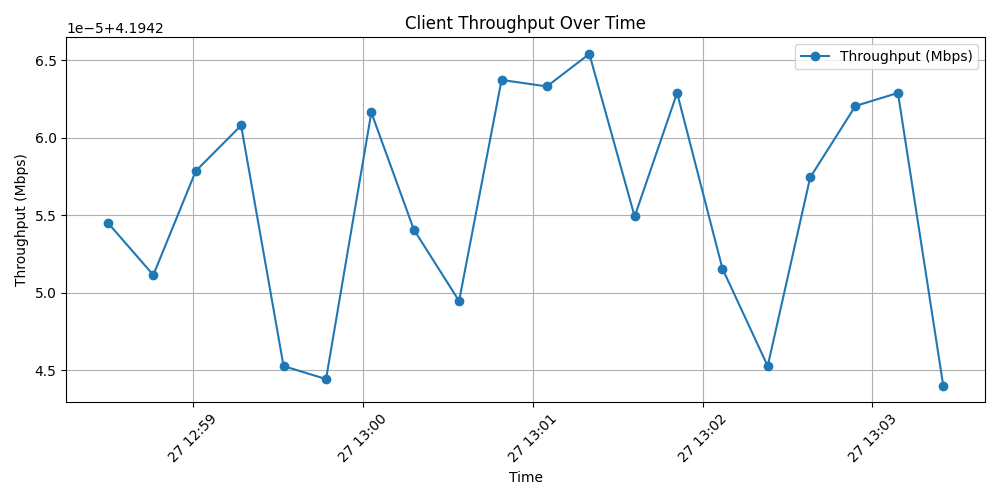 Client Throughput Over Time
1e−5+4.1942
Throughput (Mbps)
6.5
6.0
5.5
5.0
4.5
Throughput (Mbps)
27 12:59
27 13:00
27 13:01
27 13:02
27 13:03
Time